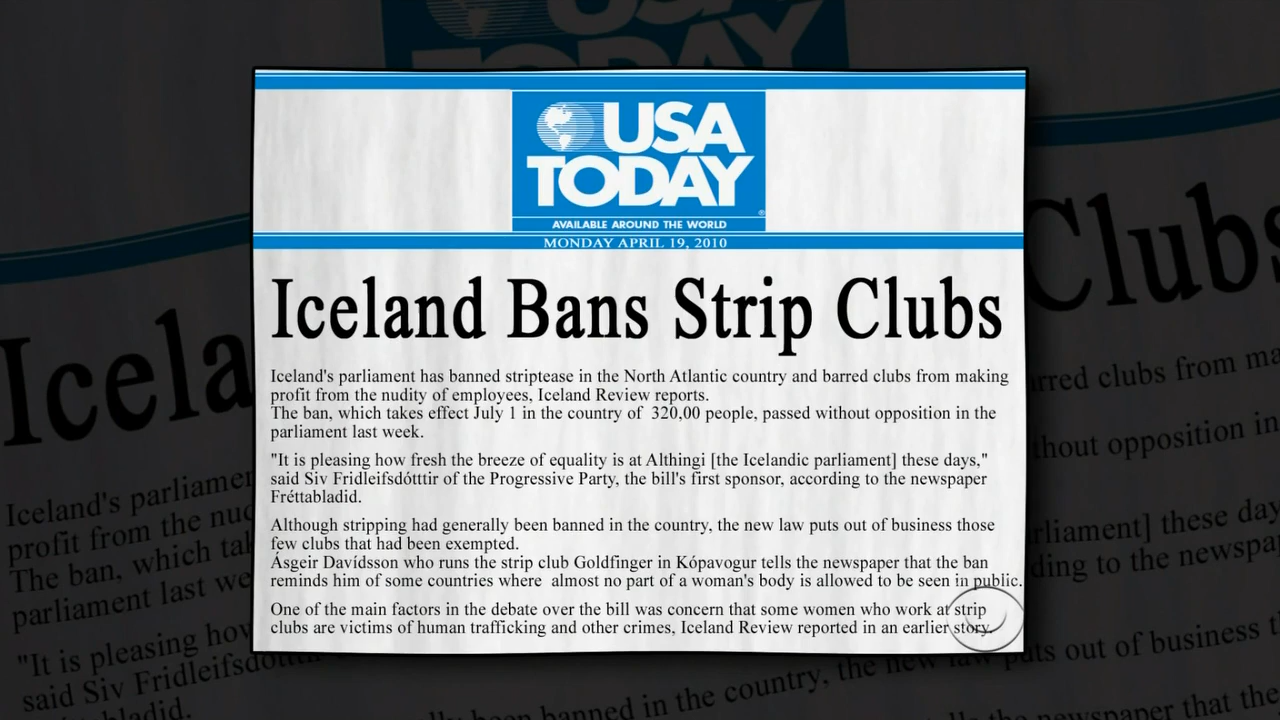 USA
TODAY
AVAILABLE AROUND THE WORLD
MONDAY APRIL 19, 2010
Iceland Bans Strip Clubs
Iceland's parliament has banned striptease in the North Atlantic country and barred clubs from making
profit from the nudity of employees, Iceland Review reports.
The ban, which takes effect July 1 in the country of 320,00 people, passed without opposition in the
parliament last week.
"It is pleasing how fresh the breeze of equality is at Althingi [the Icelandic parliament] these days,"
said Siv Fridleifsdótttir of the Progressive Party, the bill's first sponsor, according to the newspaper
Fréttabladid.
Although stripping had generally been banned in the country, the new law puts out of business those
few clubs that had been exempted.
Ásgeir Davídsson who runs the strip club Goldfinger in Kópavogur tells the newspaper that the ban
reminds him of some countries where almost no part of a woman's body is allowed to be seen in public.
One of the main factors in the debate over the bill was concern that some women who work at strip
clubs are victims of human trafficking and other crimes, Iceland Review reported in an earlier story.